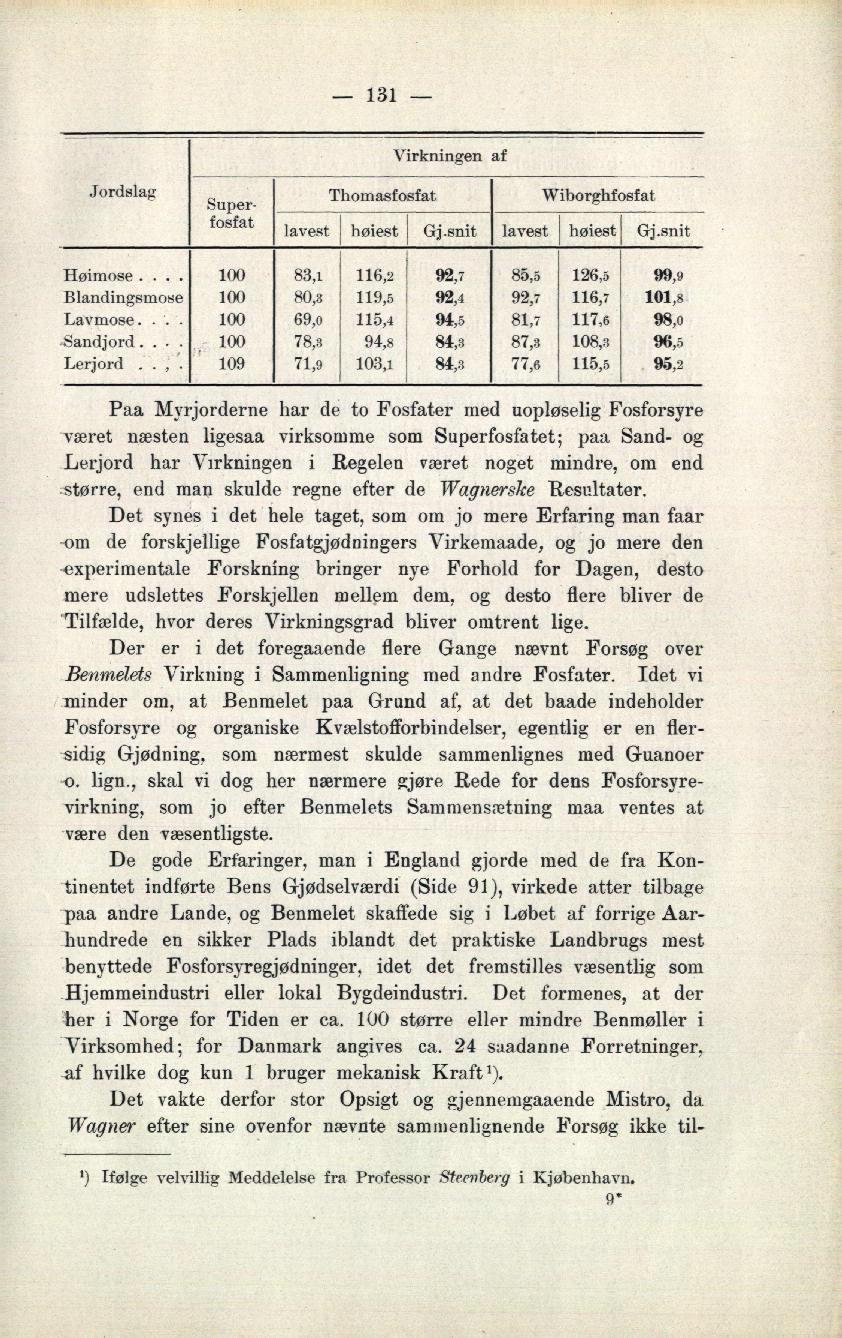 — 131 —
Virkningen af
Jordslag
Super-
fosfat
Thomasfosfat
Wiborghfosfat
lavest høiest Gj.snit lavest høiest Gj.snit
Høimose . . . . 100 83,1 116,2 92,7 85,5 126,5 99,9
Blandingsmose 100 80,3 119,5 92,4 92,7 116,7 101,8
Lavmose. . . . 100 69,0 115,4 94,5 81,7 117,6 98,0
Sandjord . . . . 100 78,3 94,8 84,3 87,3 108,3 96,5
Lerjord . . , . 109 71,9 103,1 84,3 77,6 115,5 95,2
Paa Myrjorderne har de to Fosfater med uopløselig Fosforsyre
været næsten ligesaa virksomme som Superfosfatet; paa Sand- og
Lerjord har Virkningen i Regelen været noget mindre, om end
større, end man skulde regne efter de Wagnerske Resultater.
Det synes i det hele taget, som om jo mere Erfaring man faar
om de forskjellige Fosfatgjødningers Virkemaade, og jo mere den
experimentale Forskning bringer nye Forhold for Dagen, desto
mere udslettes Forskjellen mellem dem, og desto flere bliver de
Tilfælde, hvor deres Virkningsgrad bliver omtrent lige.
Der er i det foregaaende flere Gange nævnt Forsøg over
Benmelets Virkning i Sammenligning med andre Fosfater. Idet vi
minder om, at Benmelet paa Grund af, at det baade indeholder
Fosforsyre og organiske Kvælstofforbindelser, egentlig er en fler-
sidig Gjødning, som nærmest skulde sammenlignes med Guanoer
o. lign., skal vi dog her nærmere gjøre Rede for dens Fosforsyre-
virkning, som jo efter Benmelets Sammensætning maa ventes at
være den væsentligste.
De gode Erfaringer, man i England gjorde med de fra Kon-
tinentet indførte Bens Gjødselværdi (Side 91), virkede atter tilbage
paa andre Lande, og Benmelet skaffede sig i Løbet af forrige Aar-
hundrede en sikker Plads iblandt det praktiske Landbrugs mest
benyttede Fosforsyregjødninger, idet det fremstilles væsentlig som
Hjemmeindustri eller lokal Bygdeindustri. Det formenes, at der
her i Norge for Tiden er ca. 100 større eller mindre Benmøller i
Virksomhed; for Danmark angives ca. 24 saadanne Forretninger,
af hvilke dog kun 1 bruger mekanisk Kraft¹).
Det vakte derfor stor Opsigt og gjennemgaaende Mistro, da
Wagner efter sine ovenfor nævnte sammenlignende Forsøg ikke til-
¹) Ifølge velvillig Meddelelse fra Professor Steenberg i Kjøbenhavn.
9*